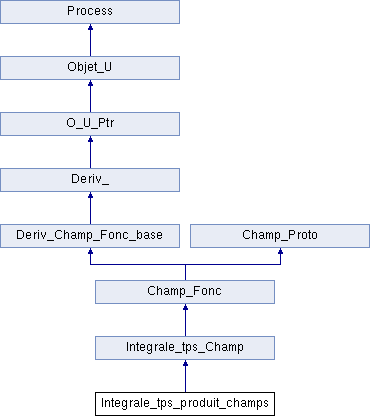 Process
Objet_U
O_U_Ptr
Deriv_
Deriv_Champ_Fonc_base
Champ_Proto
Champ_Fonc
Integrale_tps_Champ
Integrale_tps_produit_champs